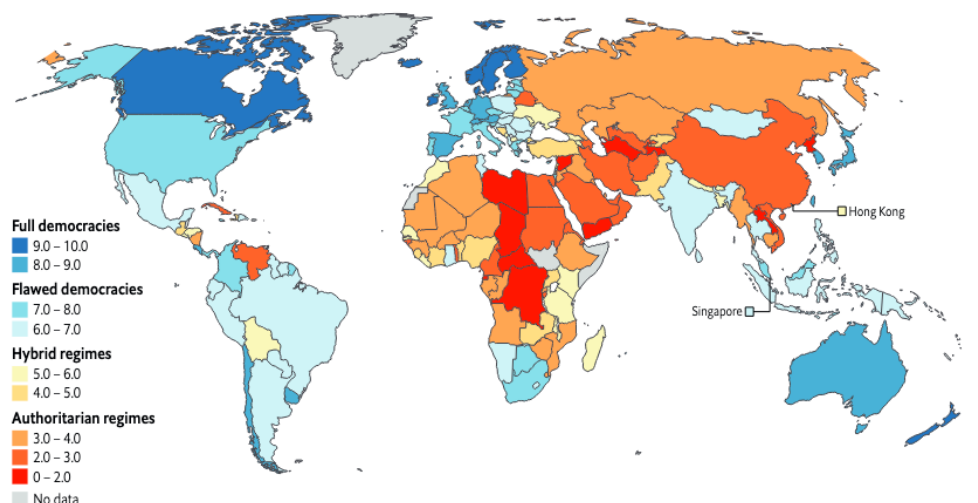 Full democracies
9.0 – 10.0
8.0 – 9.0
Flawed democracies
7.0 – 8.0
6.0 – 7.0
Hybrid regimes
5.0 – 6.0
4.0 – 5.0
Authoritarian regimes
3.0 – 4.0
2.0 – 3.0
0 – 2.0
No data
Hong Kong
Singapore